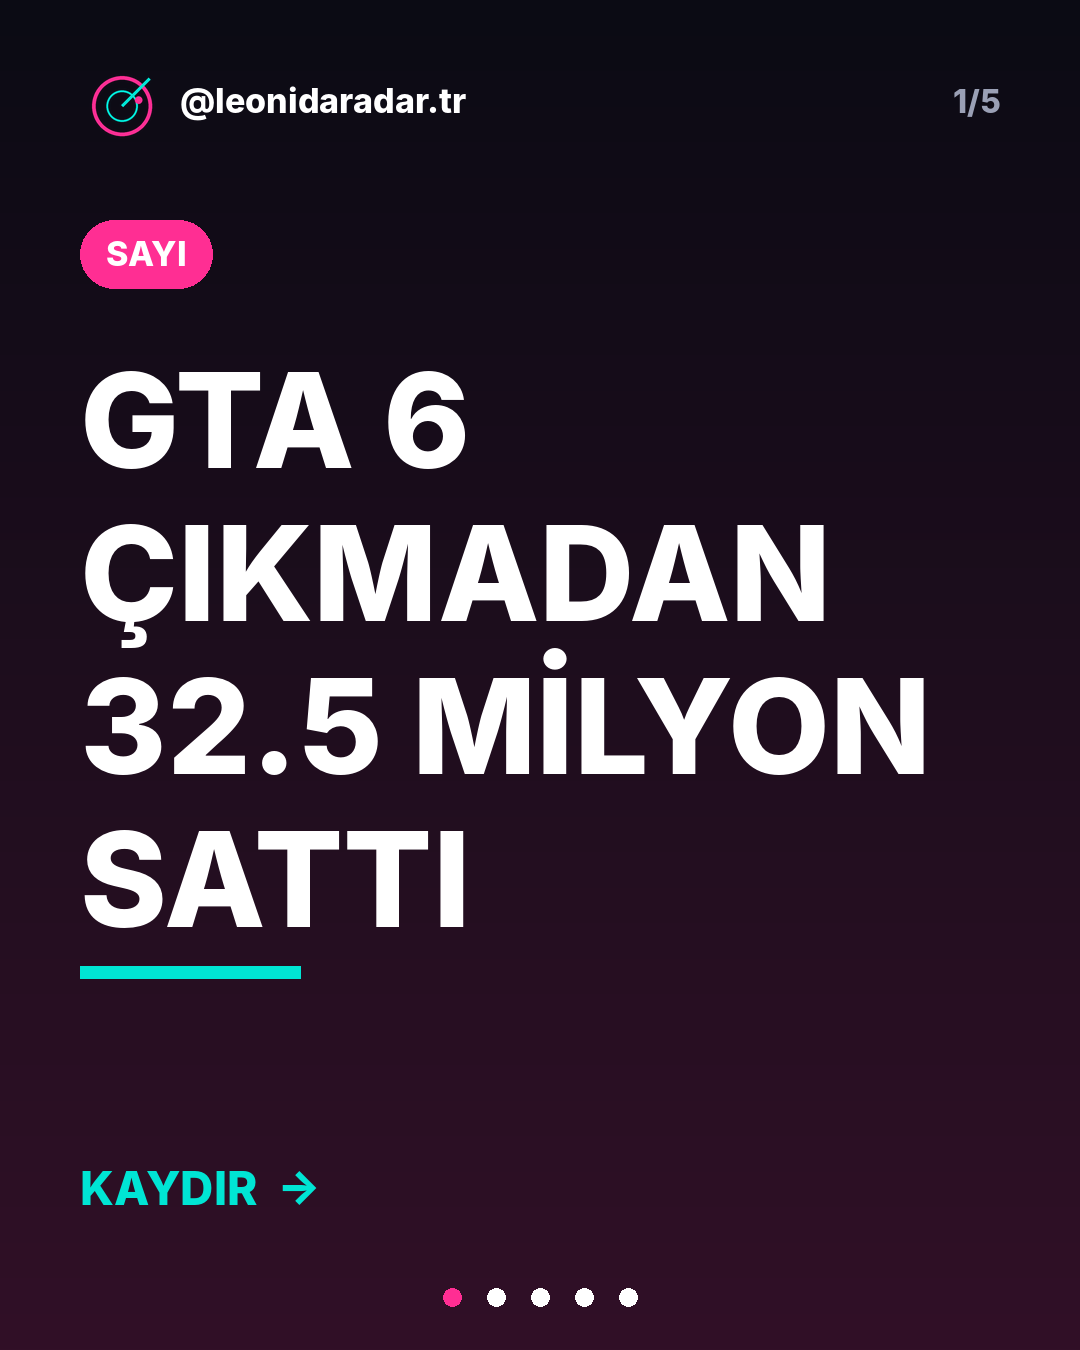 @leonidaradar.tr
1/5
SAYI
GTA 6
ÇIKMADAN
32.5 MİLYON
SATTI
KAYDIR →